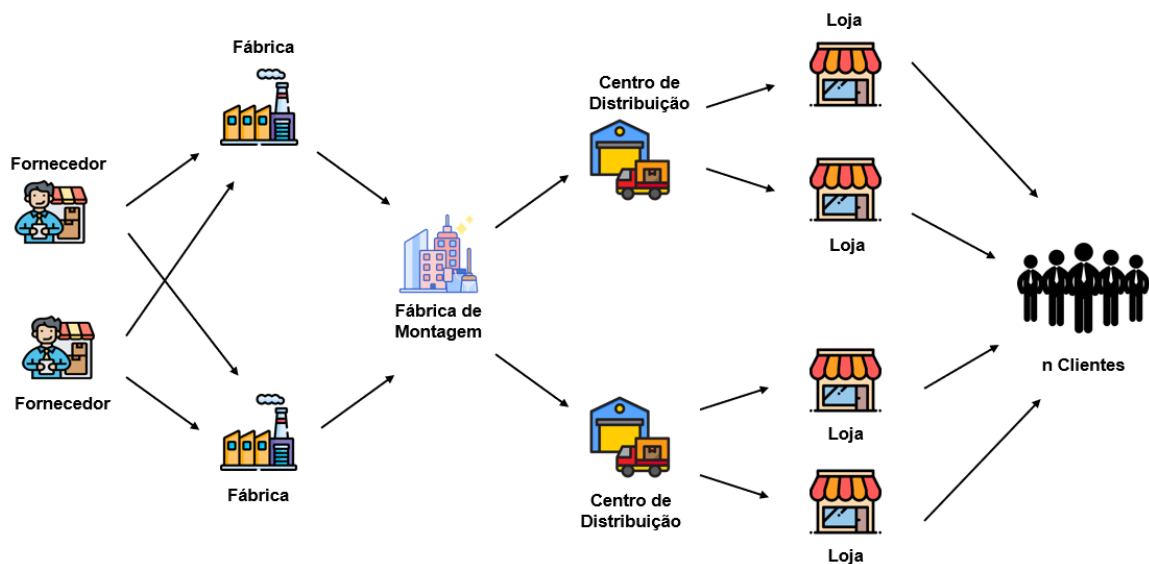 Loja
Fábrica
Centro de
Distribuição
Fornecedor
Loja
Fábrica de
Montagem
n Clientes
Fornecedor
Loja
Fábrica
Centro de
Distribuição
Loja